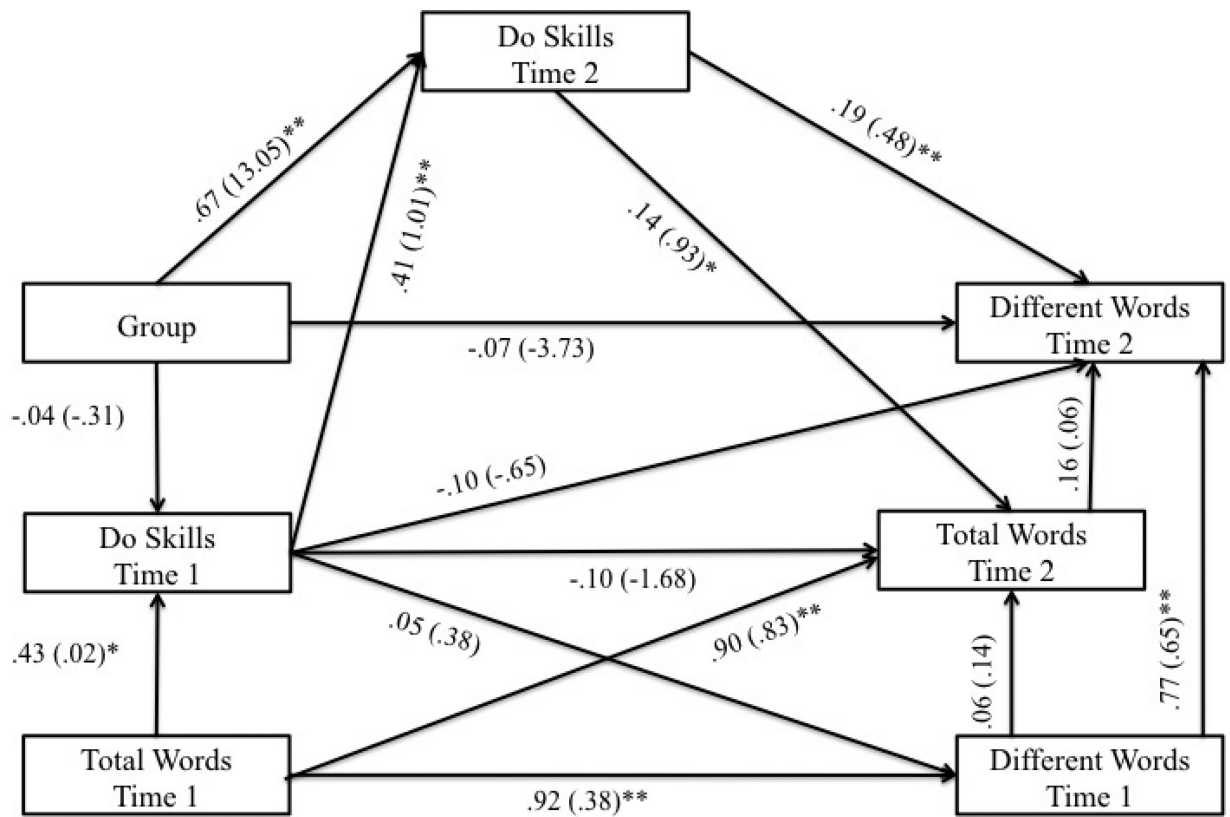 Do Skills
Time 2
.67 (13.05)**
.41 (1.01)**
.14 (.93)*
.19 (.48)**
Group
-.07 (-3.73)
Different Words
Time 2
-.04 (-.31)
-.10 (-.65)
.16 (.06)
Do Skills
Time 1
-.10 (-1.68)
Total Words
Time 2
.43 (.02)*
.05 (.38)
.90 (.83)**
.06 (.14)
.77 (.65)**
Total Words
Time 1
.92 (.38)**
Different Words
Time 1